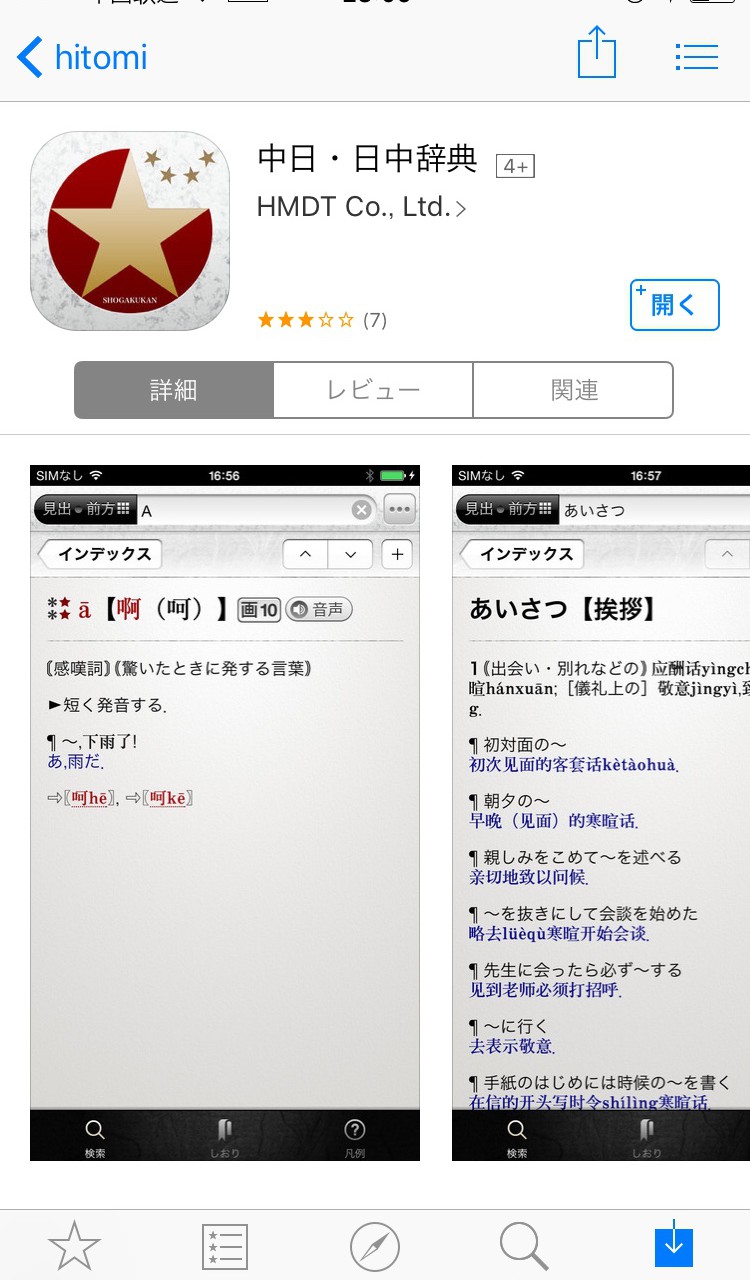 hitomi
中日・日中辞典 4+
HMDT Co., Ltd.
SHOGAKUKAN
(7)
開く
詳細
レビュー
関連
SIMなし
16:56
見出 前方 A
インデックス
ā【啊（呵）】画10 音声
〘感嘆詞〙《驚いたときに発する言葉》
►短く発音する.
¶ ～,下雨了!
あ,雨だ.
⇨〖呵hē〗, ⇨〖呵kē〗
検索
しおり
凡例
SIMなし
16:57
見出 前方 あいさつ
インデックス
あいさつ【挨拶】
1《出会い・別れなどの》应酬话yìngch
暄hánxuān;［儀礼上の］敬意jìngyì,致
g.
¶ 初対面の～
初次见面的客套话kètàohuà.
¶ 朝夕の～
早晚（见面）的寒暄话.
¶ 親しみをこめて～を述べる
亲切地致以问候.
¶ ～を抜きにして会談を始めた
略去lüèqù寒暄开始会谈.
¶ 先生に会ったら必ず～する
见到老师必须打招呼.
¶ ～に行く
去表示敬意.
¶ 手紙のはじめには時候の～を書く
在信的开头写时令shílìng寒暄话.
検索
しおり